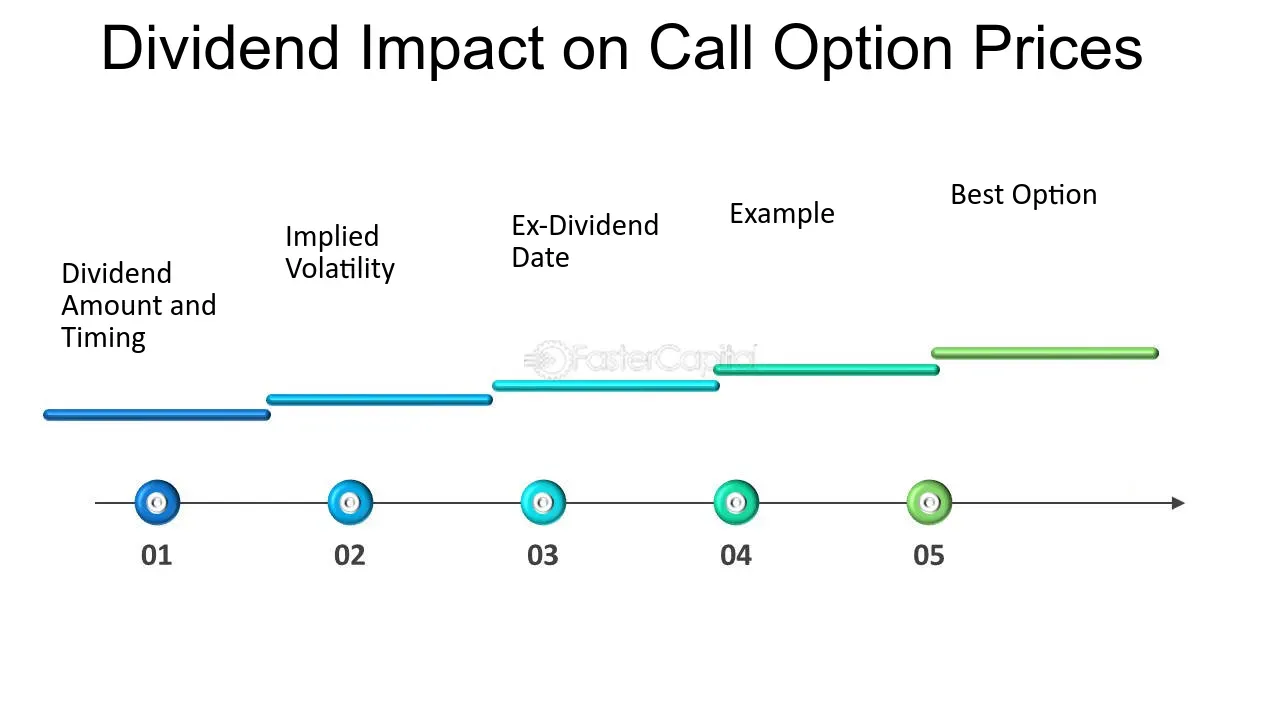 Dividend Impact on Call Option Prices
Dividend
Amount and
Timing
Implied
Volatility
Ex-Dividend
Date
Example
Best Option
FasterCapital
01
02
03
04
05